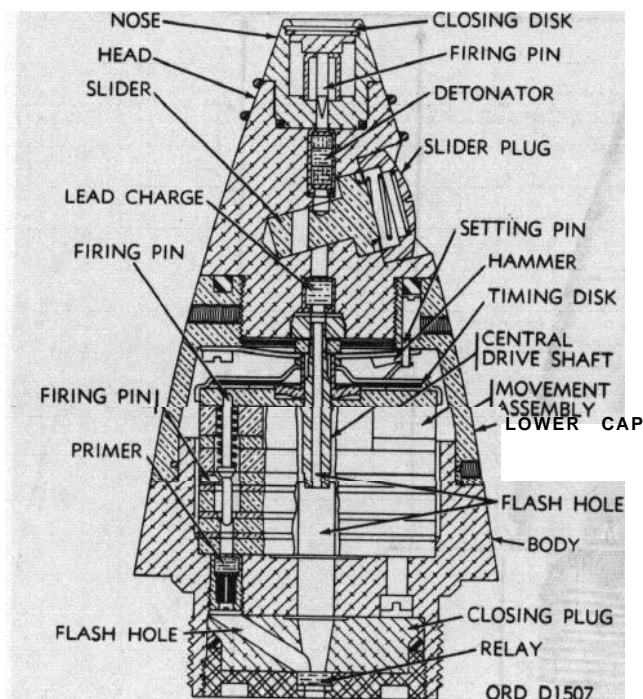 NOSE
HEAD
SLIDER
LEAD CHARGE
FIRING PIN
FIRING PIN
PRIMER
FLASH HOLE
CLOSING DISK
FIRING PIN
DETONATOR
SLIDER PLUG
SETTING PIN
HAMMER
TIMING DISK
CENTRAL
DRIVE SHAFT
MOVEMENT
ASSEMBLY
LOWER CAP
FLASH HOLE
BODY
CLOSING PLUG
RELAY
ORD D1507